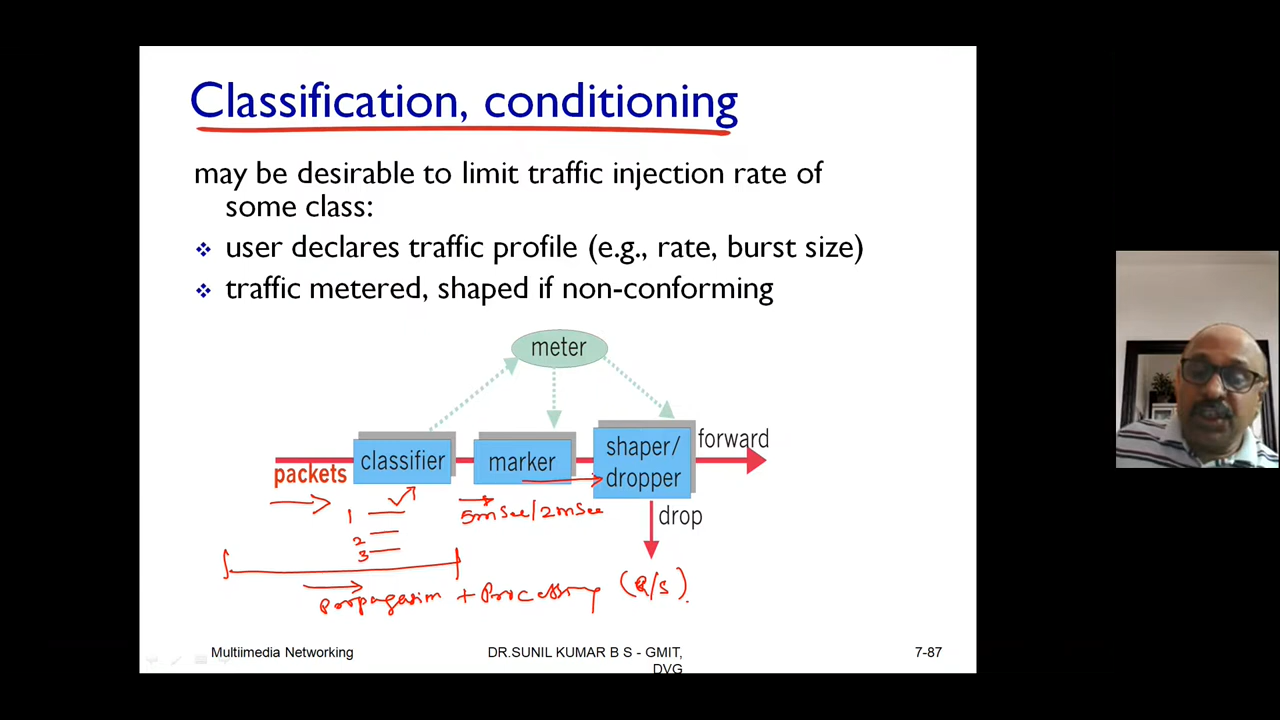 Classification, conditioning
may be desirable to limit traffic injection rate of
some class:
user declares traffic profile (e.g., rate, burst size)
traffic metered, shaped if non-conforming
meter
forward
packets
classifier
marker
shaper/
dropper
1
2
3
5msec/2msec
drop
Propagation + Processing (R/S)
Multiimedia Networking
DR.SUNIL KUMAR B S - GMIT,
DVG
7-87